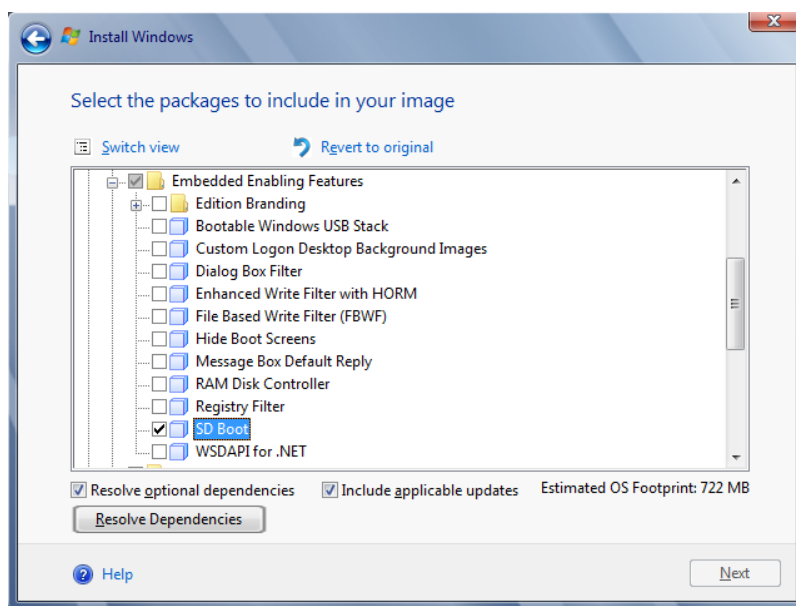 Install Windows
Select the packages to include in your image
Switch view Revert to original
Embedded Enabling Features
Edition Branding
Bootable Windows USB Stack
Custom Logon Desktop Background Images
Dialog Box Filter
Enhanced Write Filter with HORM
File Based Write Filter (FBWF)
Hide Boot Screens
Message Box Default Reply
RAM Disk Controller
Registry Filter
SD Boot
WSDAPI for .NET
Resolve optional dependencies Include applicable updates Estimated OS Footprint: 722 MB
Resolve Dependencies
Help Next